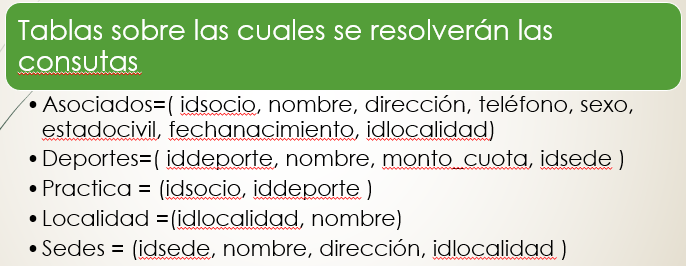 Tablas sobre las cuales se resolverán las
consutas
• Asociados=( idsocio, nombre, dirección, teléfono, sexo,
estadocivil, fechanacimiento, idlocalidad)
• Deportes=( iddeporte, nombre, monto_cuota, idsede )
• Practica = (idsocio, iddeporte )
• Localidad =(idlocalidad, nombre)
• Sedes = (idsede, nombre, dirección, idlocalidad )